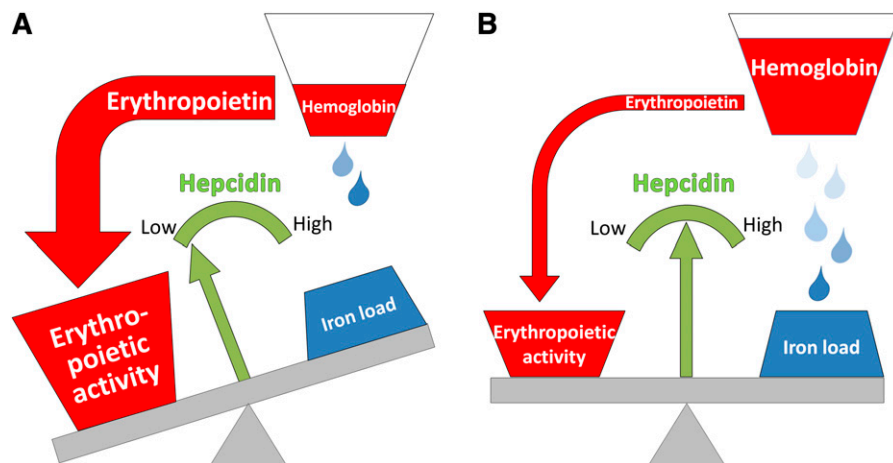 A
Erythropoietin
Hemoglobin
Hepcidin
Low
High
Erythro-
poietic
activity
Iron load
B
Hemoglobin
Erythropoietin
Hepcidin
Low
High
Erythropoietic
activity
Iron load